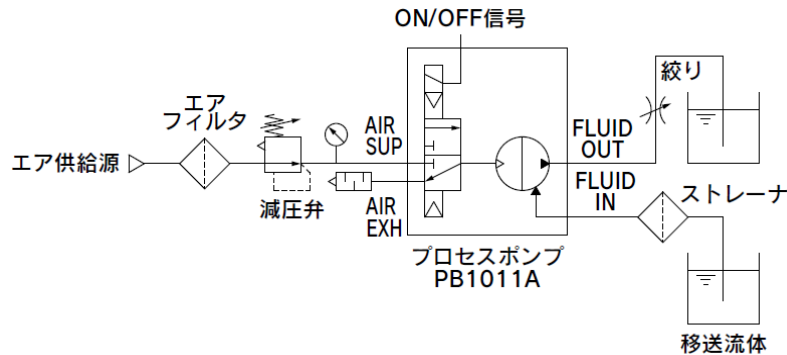 ON/OFF信号
エア
フィルタ
エア供給源
減圧弁
AIR
SUP
AIR
EXH
プロセスポンプ
PB1011A
FLUID
OUT
FLUID
IN
絞り
ストレーナ
移送流体